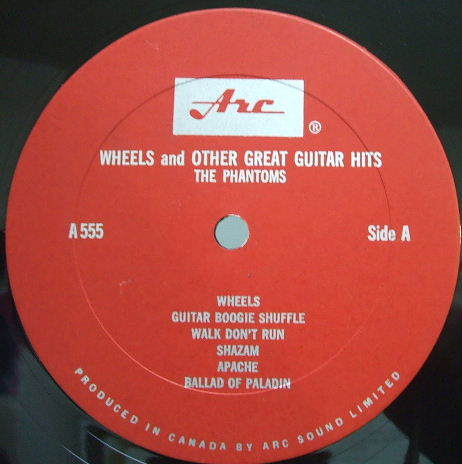 Arc
®
WHEELS and OTHER GREAT GUITAR HITS
THE PHANTOMS
A 555
Side A
WHEELS
GUITAR BOOGIE SHUFFLE
WALK DON'T RUN
SHAZAM
APACHE
BALLAD OF PALADIN
PRODUCED IN CANADA BY ARC SOUND LIMITED